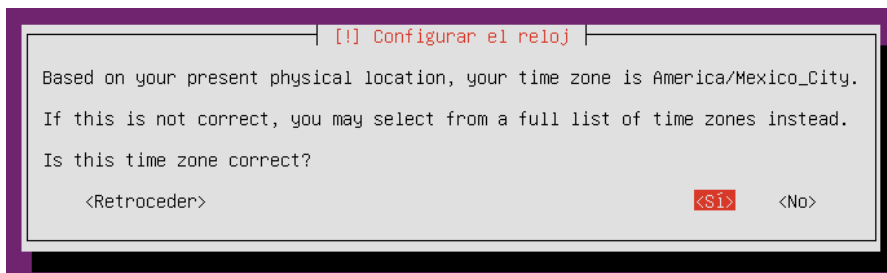 [!] Configurar el reloj
Based on your present physical location, your time zone is America/Mexico_City.
If this is not correct, you may select from a full list of time zones instead.
Is this time zone correct?
<Retroceder> <Sí> <No>